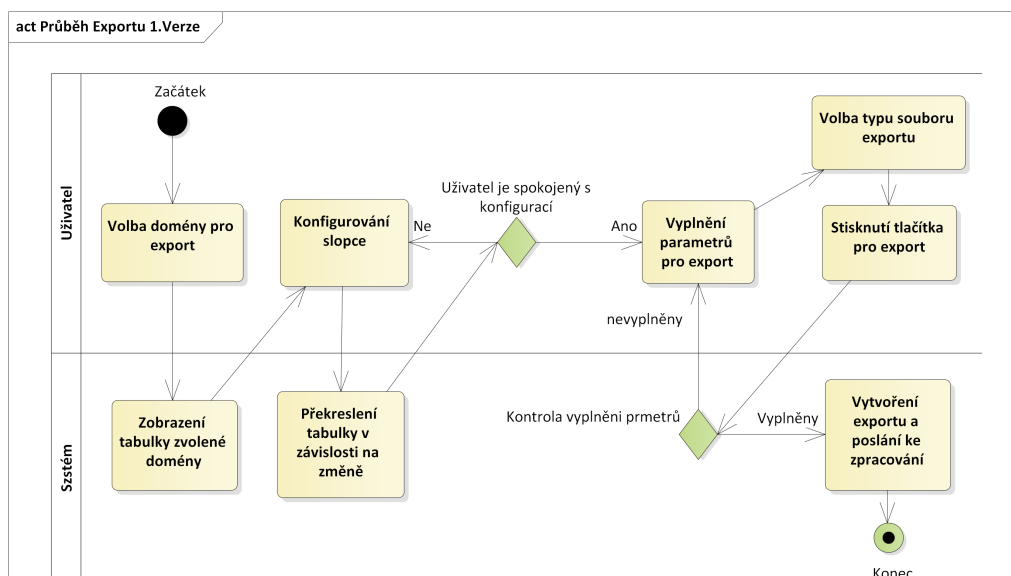 act Průběh Exportu 1.Verze
Uživatel
Začátek
Volba domény pro
export
Konfigurování
slopce
Ne
Uživatel je spokojený s
konfigurací
Ano
Vyplnění
parametrů
pro export
Volba typu souboru
exportu
Stisknutí tlačítka
pro export
nevyplněny
Szstém
Zobrazení
tabulky zvolené
domény
Překreslení
tabulky v
závislosti na
změně
Kontrola vyplněni prmetrů
Vyplněny
Vytvoření
exportu a
poslání ke
zpracování
Konec